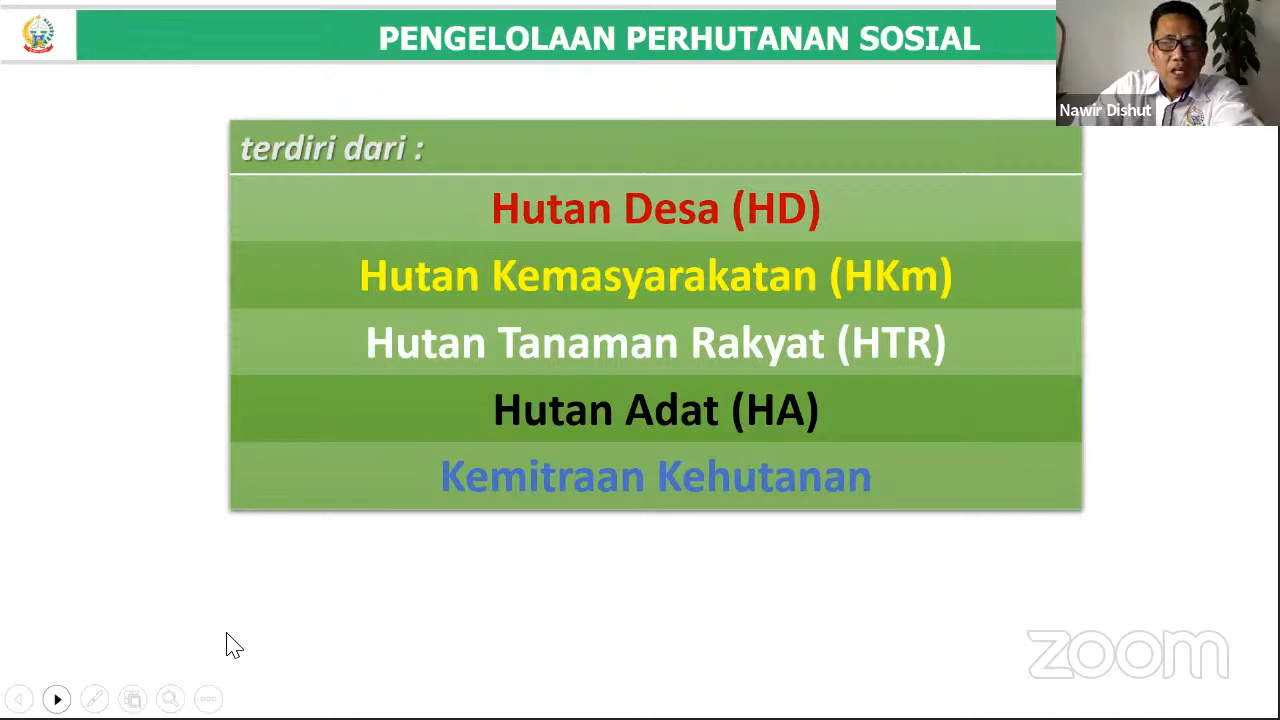 PENGELOLAAN PERHUTANAN SOSIAL
Nawir Dishut
terdiri dari :
Hutan Desa (HD)
Hutan Kemasyarakatan (HKm)
Hutan Tanaman Rakyat (HTR)
Hutan Adat (HA)
Kemitraan Kehutanan
zoom